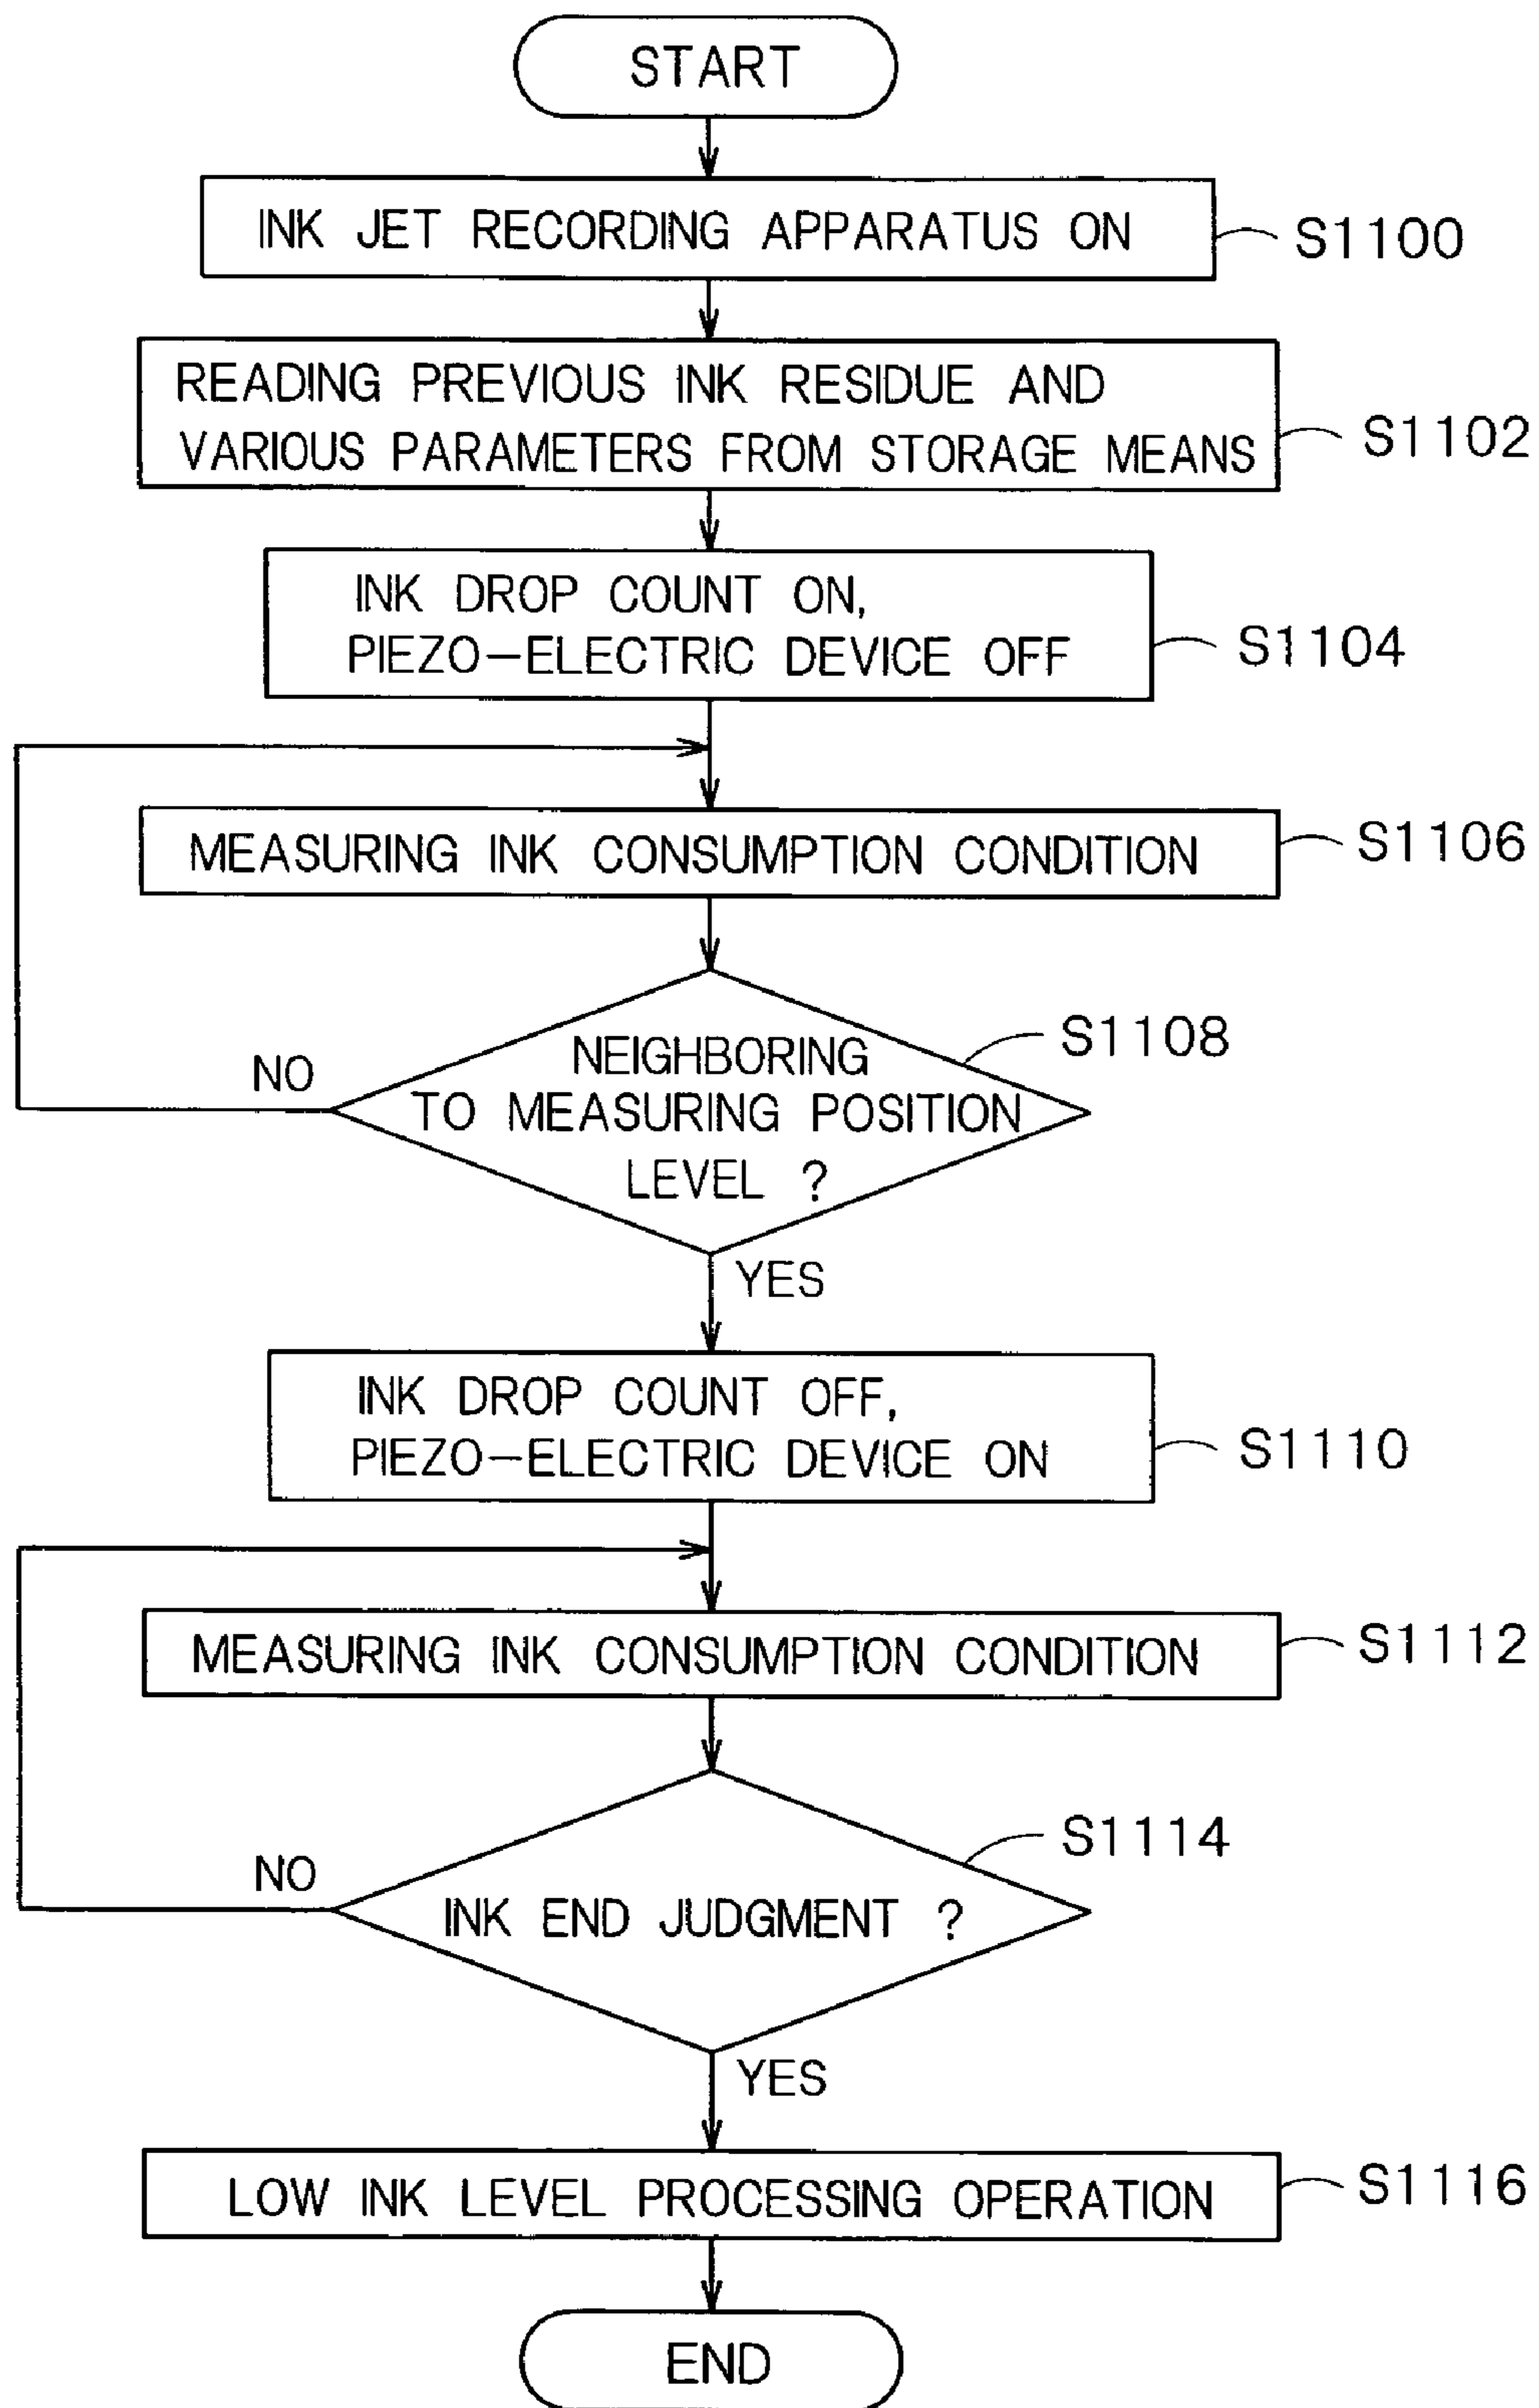 START
INK JET RECORDING APPARATUS ON
S1100
READING PREVIOUS INK RESIDUE AND
VARIOUS PARAMETERS FROM STORAGE MEANS
S1102
INK DROP COUNT ON,
PIEZO-ELECTRIC DEVICE OFF
S1104
MEASURING INK CONSUMPTION CONDITION
S1106
NEIGHBORING
TO MEASURING POSITION
LEVEL ?
S1108
NO
YES
INK DROP COUNT OFF,
PIEZO-ELECTRIC DEVICE ON
S1110
MEASURING INK CONSUMPTION CONDITION
S1112
INK END JUDGMENT ?
S1114
NO
YES
LOW INK LEVEL PROCESSING OPERATION
S1116
END